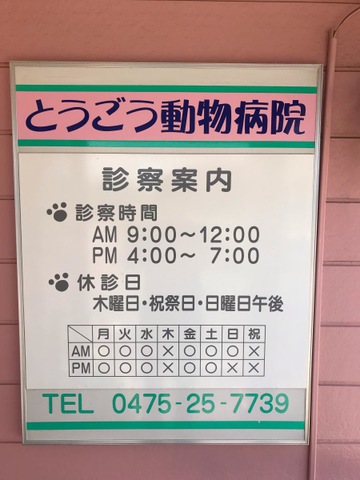 とうごう動物病院
診察案内
診察時間
AM 9:00〜12:00
PM 4:00〜 7:00
休診日
木曜日・祝祭日・日曜日午後
月 火 水 木 金 土 日 祝
AM ○ ○ ○ × ○ ○ ○ ×
PM ○ ○ ○ × ○ ○ × ×
TEL 0475-25-7739